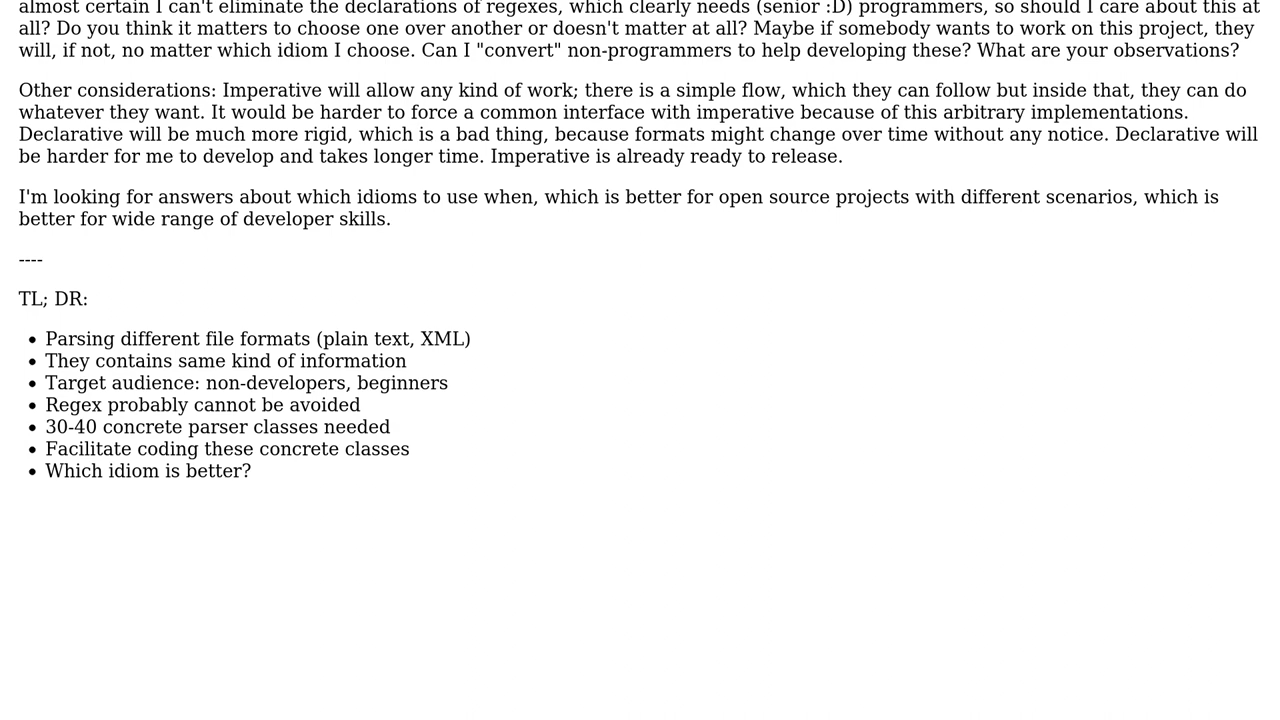 almost certain I can't eliminate the declarations of regexes, which clearly needs (senior :D) programmers, so should I care about this at
all? Do you think it matters to choose one over another or doesn't matter at all? Maybe if somebody wants to work on this project, they
will, if not, no matter which idiom I choose. Can I "convert" non-programmers to help developing these? What are your observations?
Other considerations: Imperative will allow any kind of work; there is a simple flow, which they can follow but inside that, they can do
whatever they want. It would be harder to force a common interface with imperative because of this arbitrary implementations.
Declarative will be much more rigid, which is a bad thing, because formats might change over time without any notice. Declarative will
be harder for me to develop and takes longer time. Imperative is already ready to release.
I'm looking for answers about which idioms to use when, which is better for open source projects with different scenarios, which is
better for wide range of developer skills.
----
TL; DR:
• Parsing different file formats (plain text, XML)
• They contains same kind of information
• Target audience: non-developers, beginners
• Regex probably cannot be avoided
• 30-40 concrete parser classes needed
• Facilitate coding these concrete classes
• Which idiom is better?